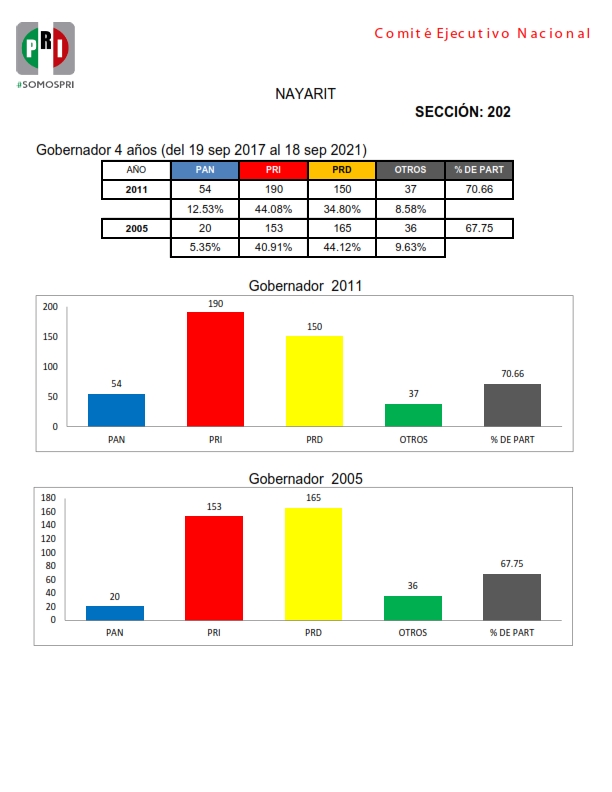 Comité Ejecutivo Nacional
PRI
#SOMOSPRI
NAYARIT
SECCIÓN: 202
Gobernador 4 años (del 19 sep 2017 al 18 sep 2021)
AÑO PAN PRI PRD OTROS % DE PART
2011 54 190 150 37 70.66
12.53% 44.08% 34.80% 8.58%
2005 20 153 165 36 67.75
5.35% 40.91% 44.12% 9.63%
Gobernador 2011
200
150
100
50
0
54
190
150
37
70.66
PAN PRI PRD OTROS % DE PART
Gobernador 2005
180
160
140
120
100
80
60
40
20
0
20
153
165
36
67.75
PAN PRI PRD OTROS % DE PART